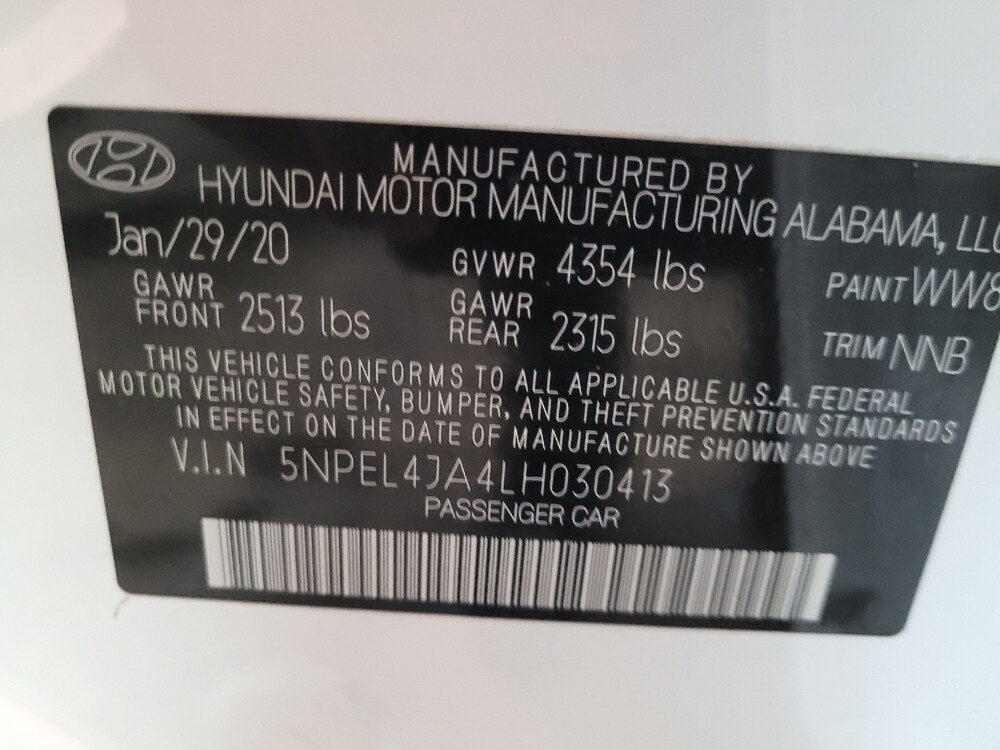 MANUFACTURED BY
HYUNDAI MOTOR MANUFACTURING ALABAMA, LLC
Jan/29/20 GVWR 4354 lbs PAINT WW8
GAWR FRONT 2513 lbs GAWR REAR 2315 lbs TRIM NNB
THIS VEHICLE CONFORMS TO ALL APPLICABLE U.S.A. FEDERAL
MOTOR VEHICLE SAFETY, BUMPER, AND THEFT PREVENTION STANDARDS
IN EFFECT ON THE DATE OF MANUFACTURE SHOWN ABOVE
V.I.N 5NPEL4JA4LH030413
PASSENGER CAR